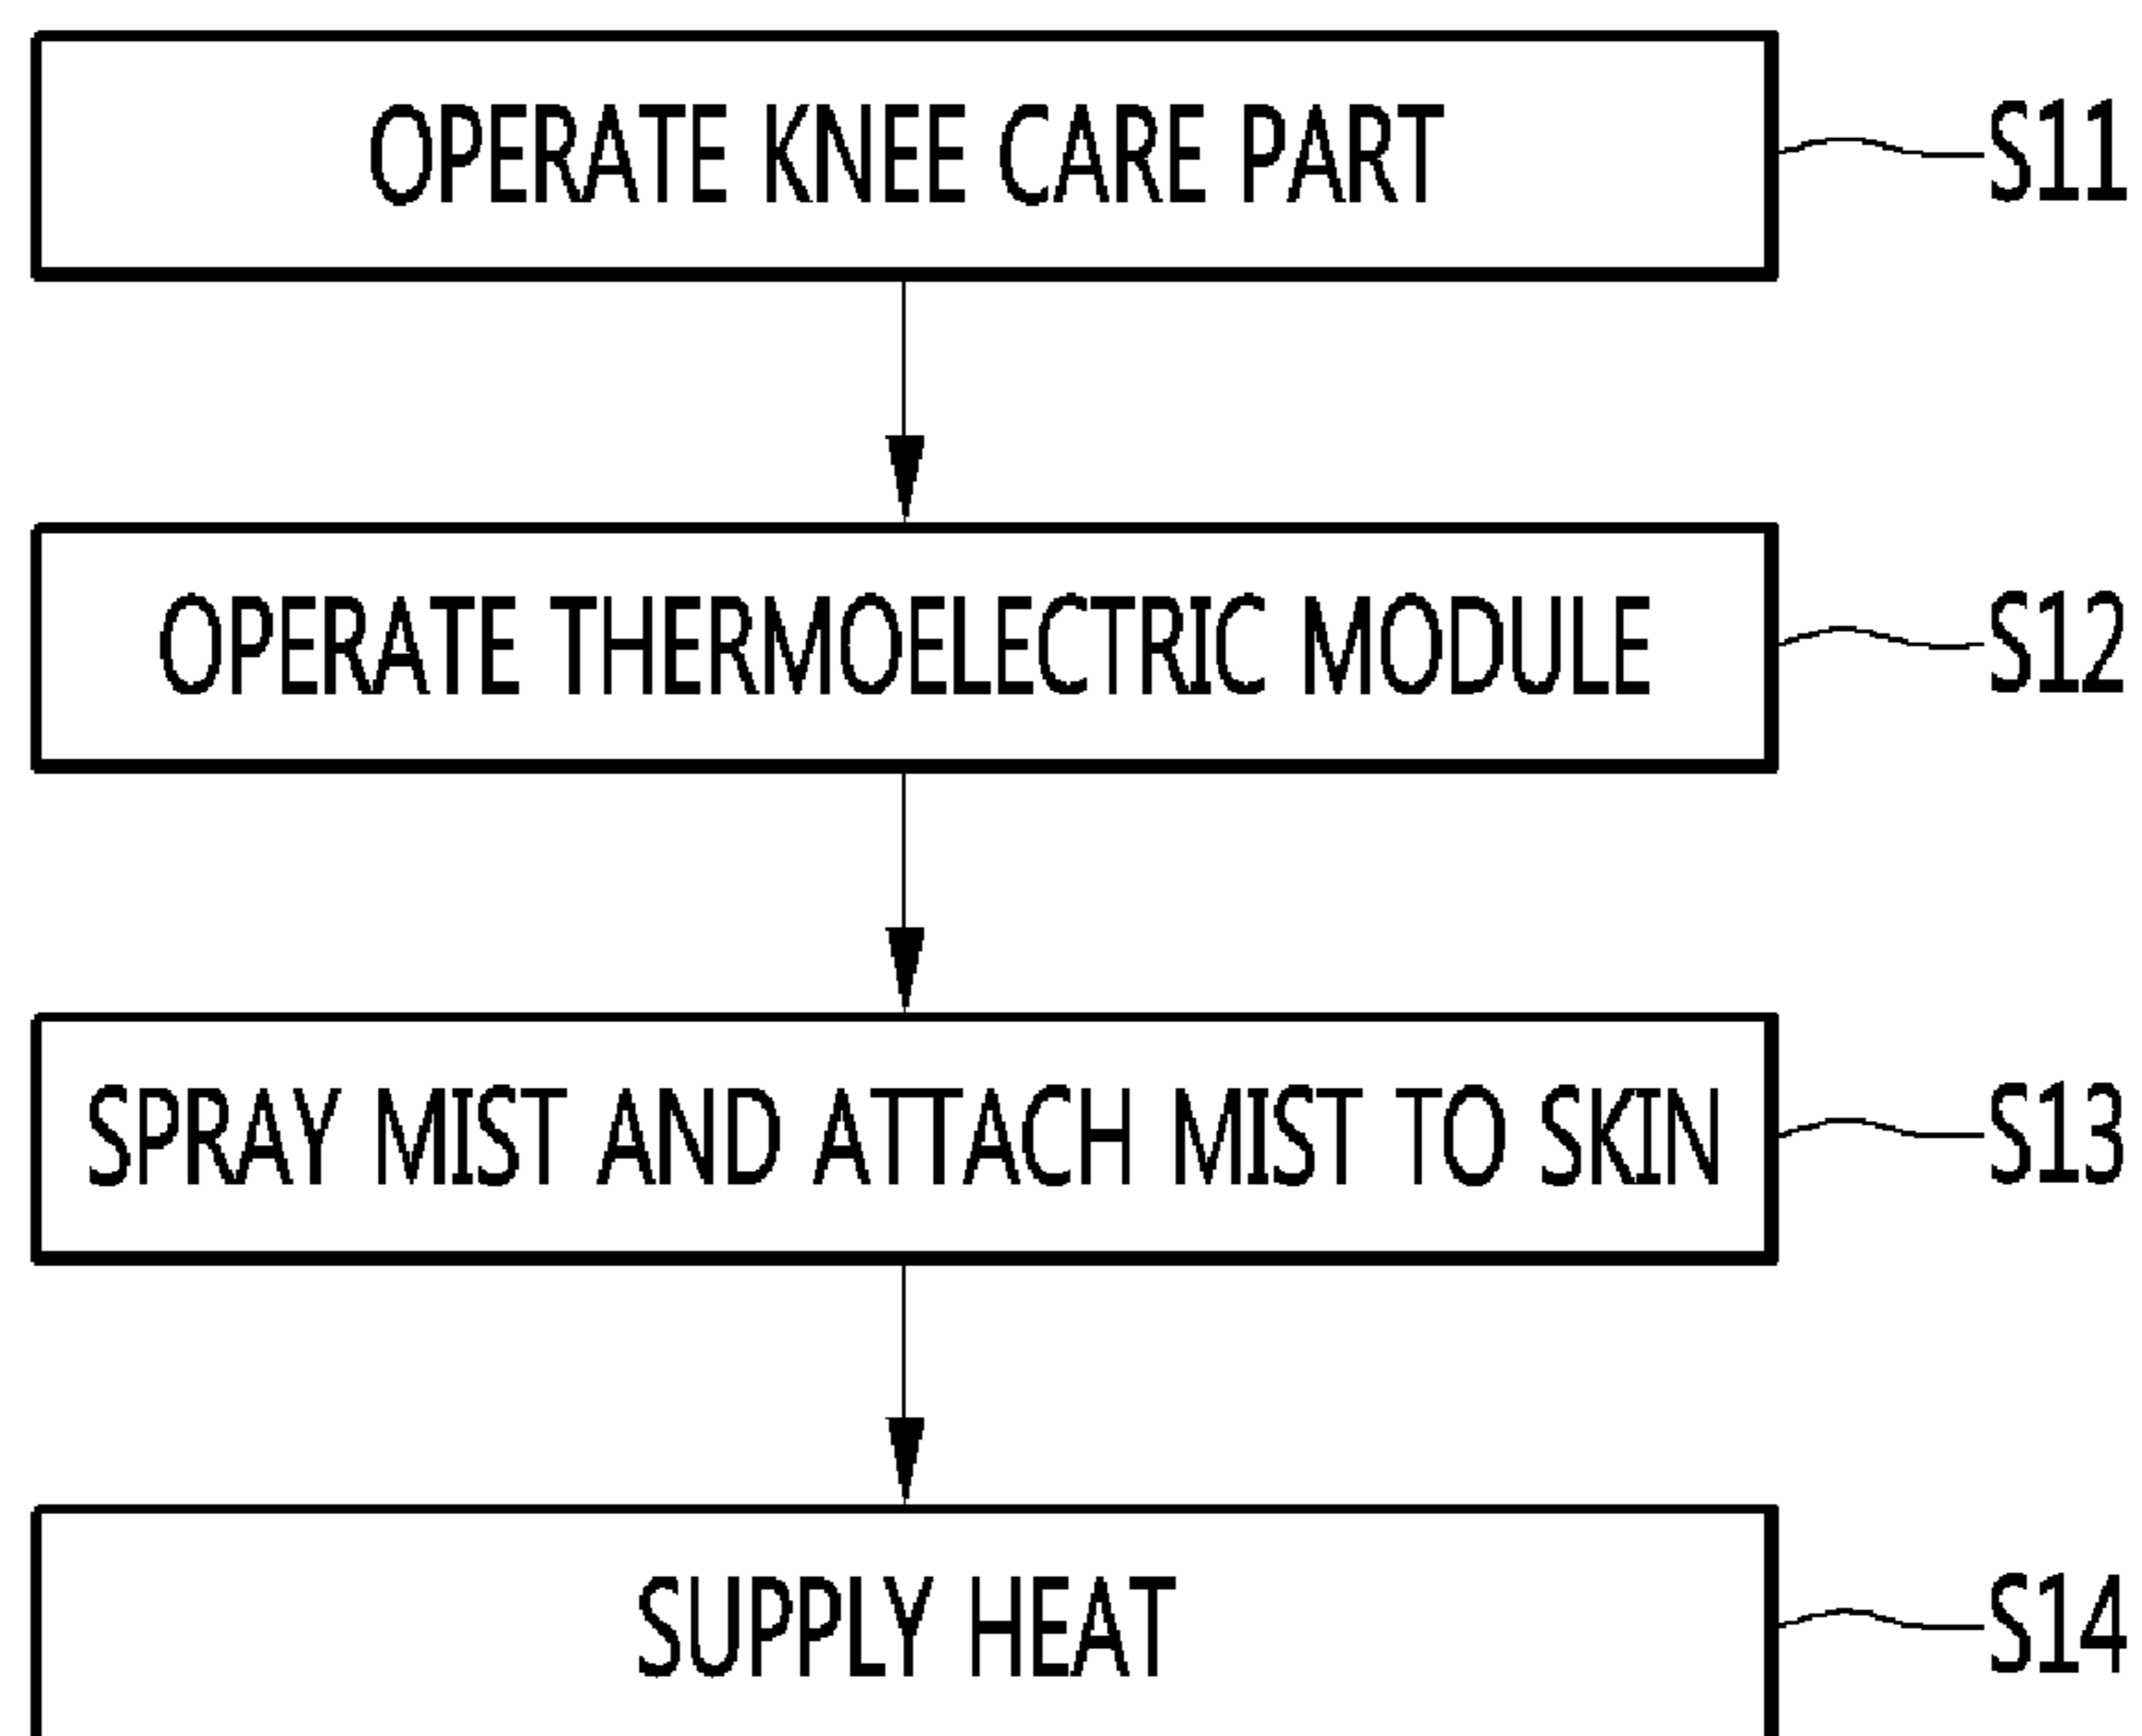 OPERATE KNEE CARE PART S11
OPERATE THERMOELECTRIC MODULE S12
SPRAY MIST AND ATTACH MIST TO SKIN S13
SUPPLY HEAT S14